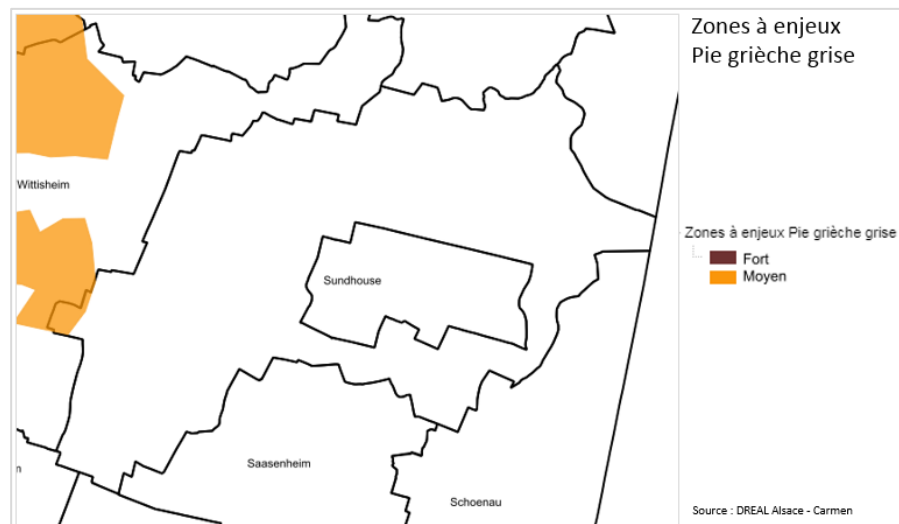 Zones à enjeux
Pie grièche grise
Wittisheim
Sundhouse
Saasenheim
Schoenau
Zones à enjeux Pie grièche grise
Fort
Moyen
Source : DREAL Alsace - Carmen